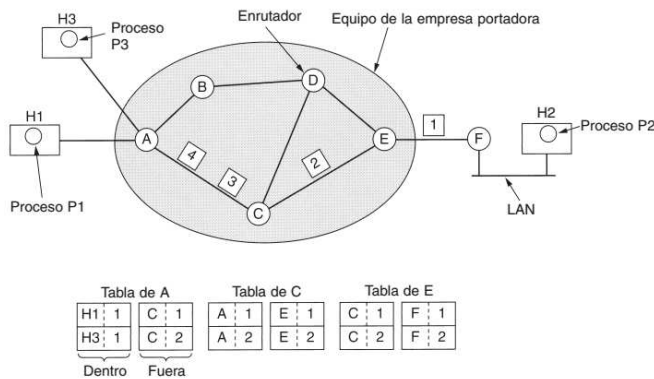 H3
Proceso
P3
Enrutador
Equipo de la empresa portadora
B
D
H1
H2
A
E
1
F
Proceso P2
4
3
2
Proceso P1
C
LAN
Tabla de A
Tabla de C
Tabla de E
H1 1 C 1 A 1 E 1 C 1 F 1
H3 1 C 2 A 2 E 2 C 2 F 2
Dentro Fuera